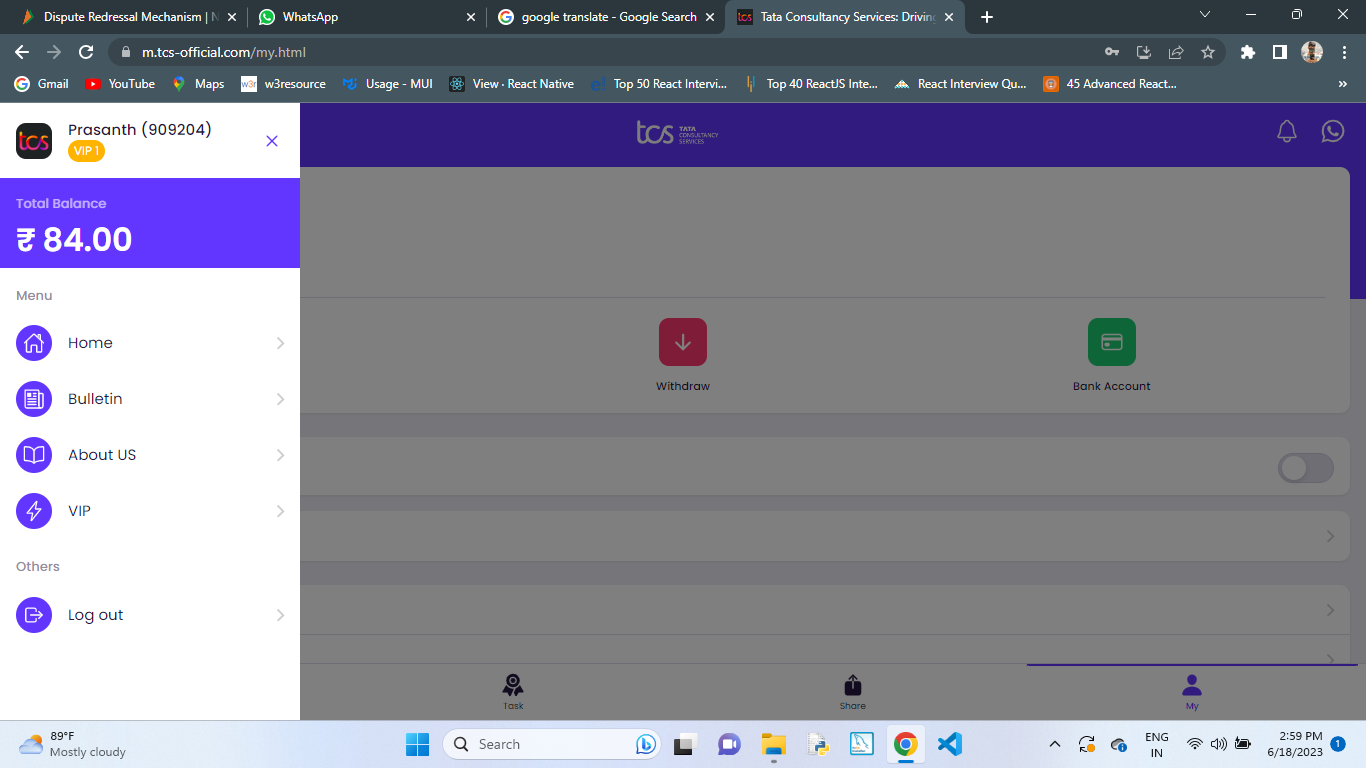 Dispute Redressal Mechanism | N
WhatsApp
google translate - Google Search
tcs Tata Consultancy Services: Driving
m.tcs-official.com/my.html
Gmail
YouTube
Maps
w3r w3resource
Usage - MUI
View · React Native
Top 50 React Intervi...
Top 40 ReactJS Inte...
React Interview Qu...
45 Advanced React...
»
tcs
Prasanth (909204)
VIP 1
Total Balance
₹ 84.00
Menu
Home
Bulletin
About US
VIP
Others
Log out
tcs TATA
CONSULTANCY
SERVICES
Withdraw
Bank Account
Task
Share
My
89°F
Mostly cloudy
Search
ENG
IN
2:59 PM
6/18/2023
1